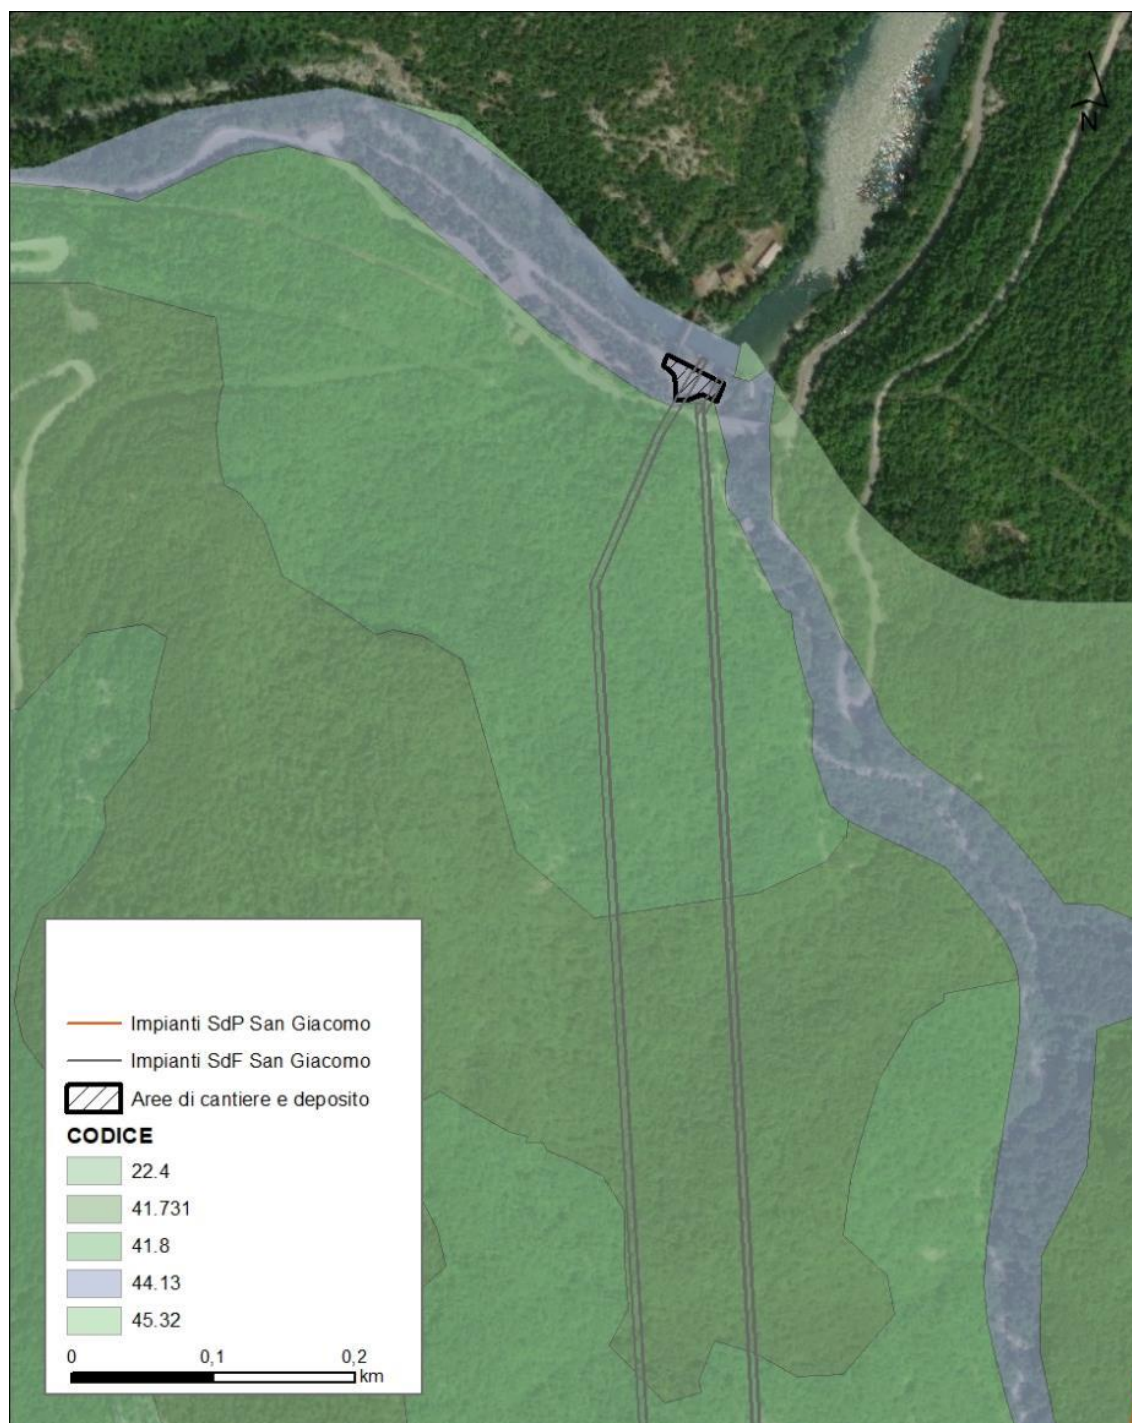 N
Impianti SdP San Giacomo
Impianti SdF San Giacomo
Aree di cantiere e deposito
CODICE
22.4
41.731
41.8
44.13
45.32
0 0,1 0,2
km